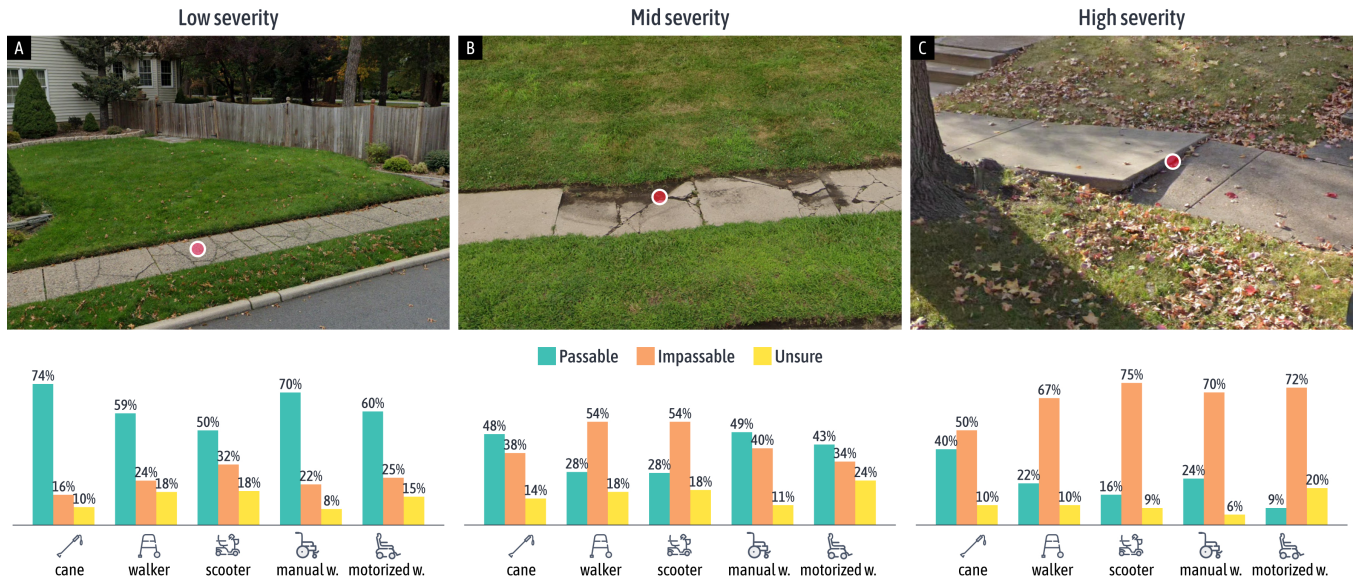 Low severity
Mid severity
High severity
A
B
C
Passable
Impassable
Unsure
74%
16%
10%
59%
24%
18%
50%
32%
18%
70%
22%
8%
60%
25%
15%
cane
walker
scooter
manual w.
motorized w.
48%
38%
14%
28%
54%
18%
28%
54%
18%
49%
40%
11%
43%
34%
24%
cane
walker
scooter
manual w.
motorized w.
40%
50%
10%
22%
67%
10%
16%
75%
9%
24%
70%
6%
9%
72%
20%
cane
walker
scooter
manual w.
motorized w.